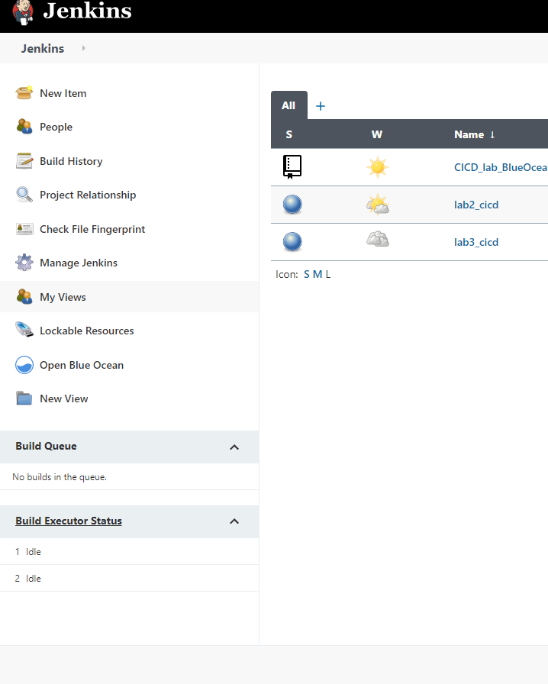 Jenkins
Jenkins
New Item
People
Build History
Project Relationship
Check File Fingerprint
Manage Jenkins
My Views
Lockable Resources
Open Blue Ocean
New View
Build Queue
No builds in the queue.
Build Executor Status
1 Idle
2 Idle
All +
S W Name ↓
CICD_lab_BlueOcea
lab2_cicd
lab3_cicd
Icon: S M L